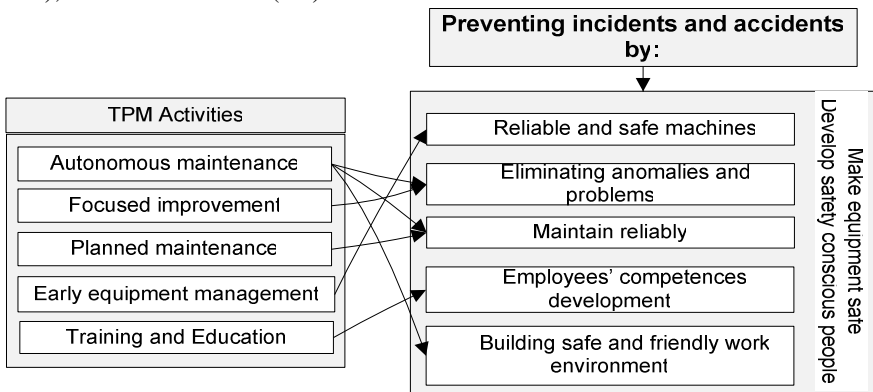 Preventing incidents and accidents
by:
TPM Activities
Autonomous maintenance
Focused improvement
Planned maintenance
Early equipment management
Training and Education
Reliable and safe machines
Eliminating anomalies and
problems
Maintain reliably
Employees' competences
development
Building safe and friendly work
environment
Make equipment safe
Develop satety conscious people